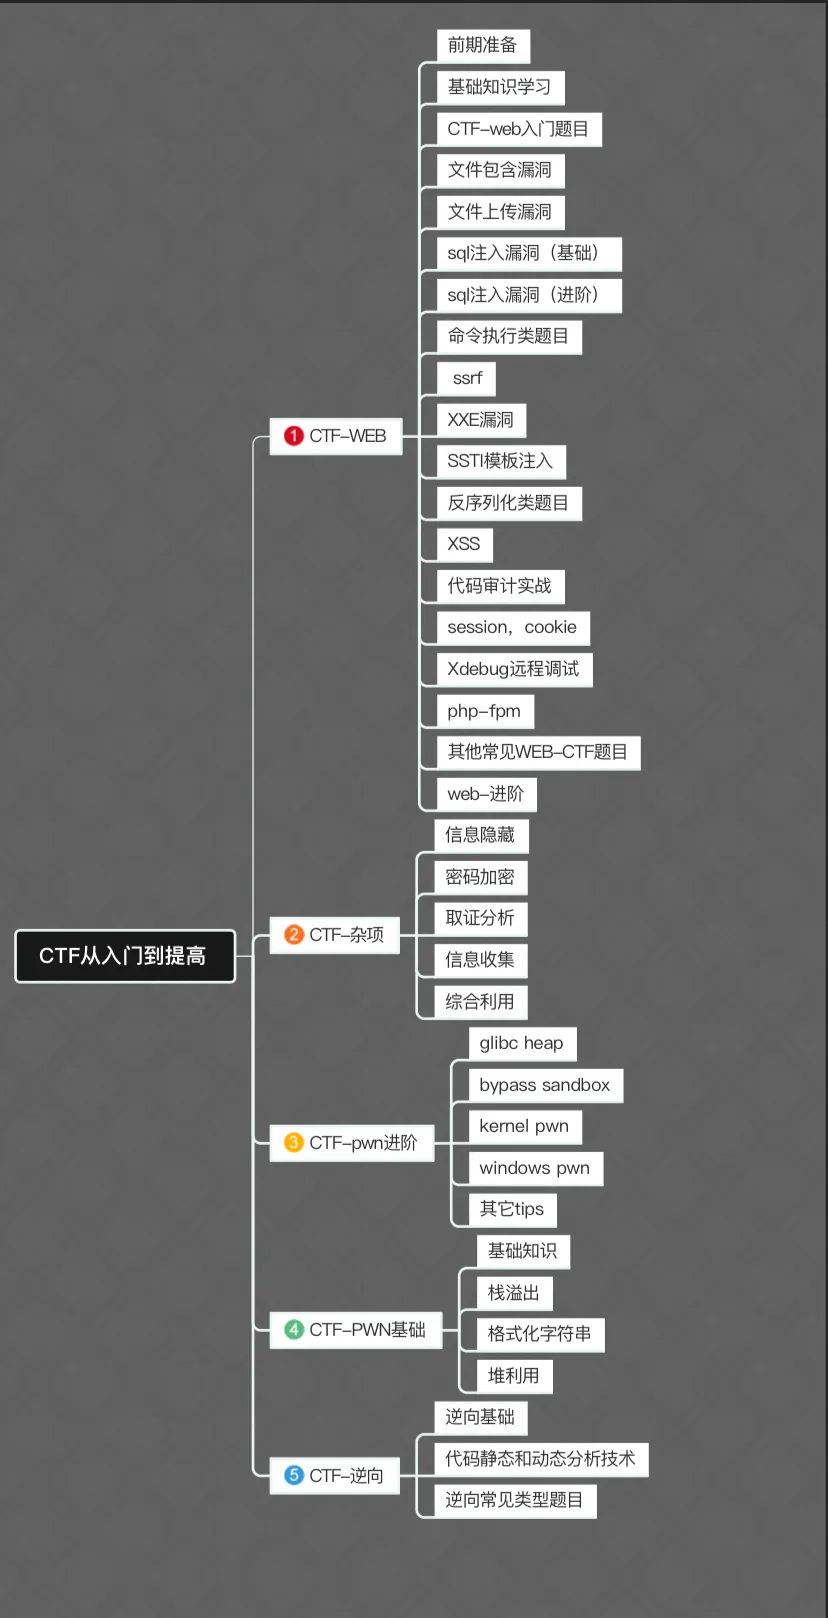 前期准备
基础知识学习
CTF-web入门题目
文件包含漏洞
文件上传漏洞
sql注入漏洞（基础）
sql注入漏洞（进阶）
命令执行类题目
ssrf
XXE漏洞
1 CTF-WEB
SSTI模板注入
反序列化类题目
XSS
代码审计实战
session，cookie
Xdebug远程调试
php-fpm
其他常见WEB-CTF题目
web-进阶
信息隐藏
密码加密
2 CTF-杂项
取证分析
信息收集
综合利用
CTF从入门到提高
glibc heap
bypass sandbox
3 CTF-pwn进阶
kernel pwn
windows pwn
其它tips
基础知识
栈溢出
4 CTF-PWN基础
格式化字符串
堆利用
逆向基础
5 CTF-逆向
代码静态和动态分析技术
逆向常见类型题目